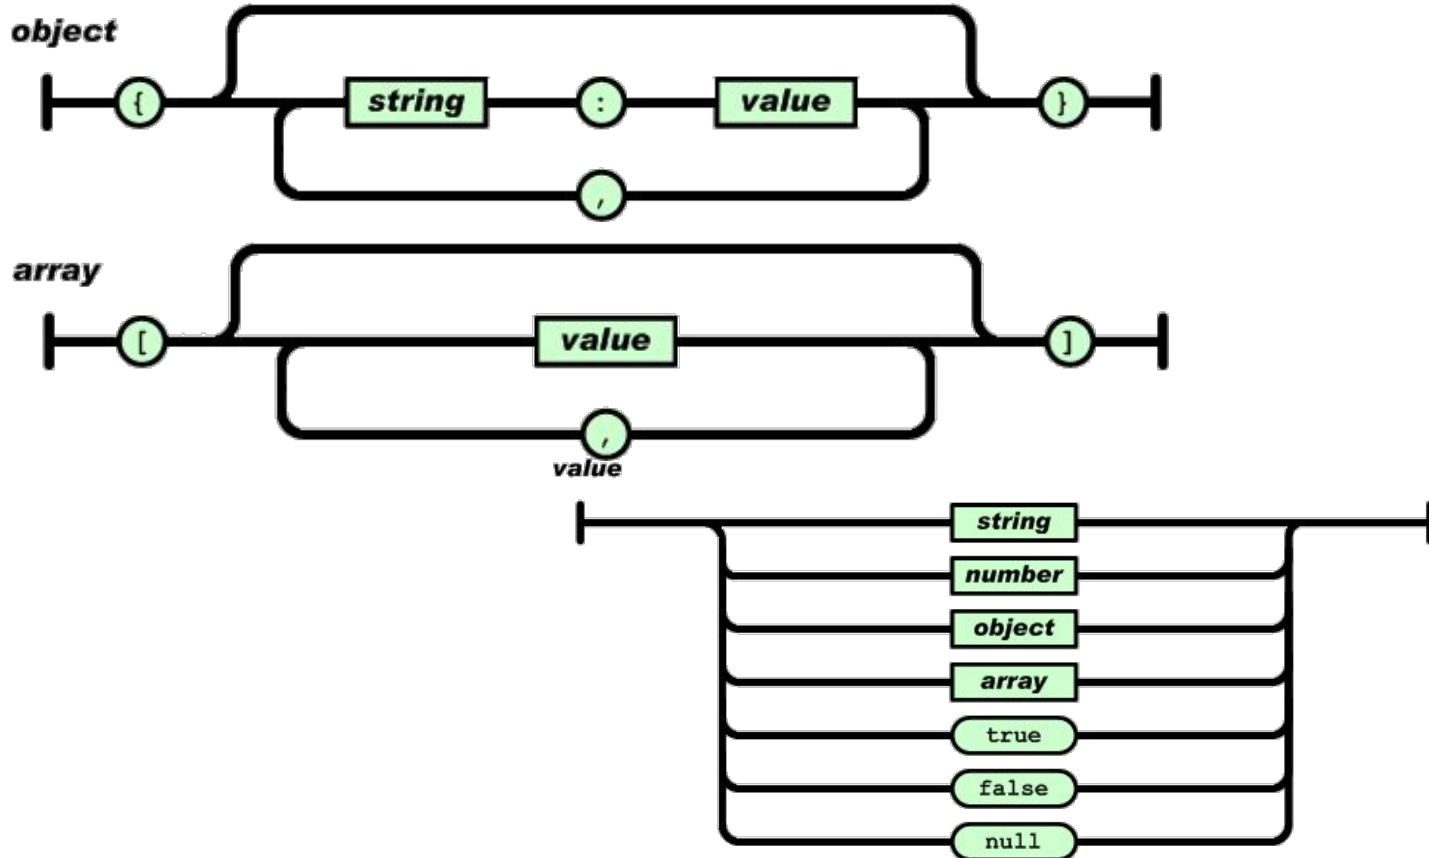 object
{ string : value }
,
array
[ value ]
,
value
string
number
object
array
true
false
null